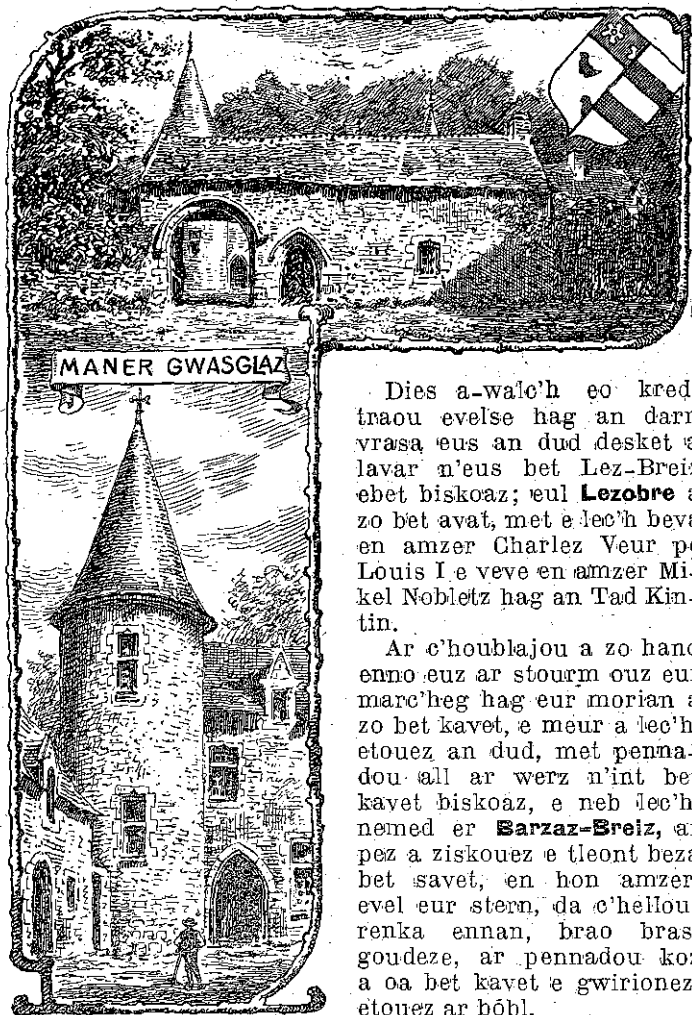 MANER GWASGLAZ
Dies a-walc'h eo kred
traou evelse hag an darn
vrasa eus an dud desket a
lavar n'eus bet Lez-Breiz
ebet biskoaz; eul Lezobre a
zo bet avat, met e lec'h beva
en amzer Charlez Veur pe
Louis I e veve en amzer Mi-
kel Nobletz hag an Tad Kin-
tin.
Ar c'houblajou a zo hano
enno euz ar stourm ouz eur
marc'heg hag eur morian a
zo bet kavet, e meur a lec'h,
etouez an dud, met penna-
dou all ar werz n'int bet
kavet biskoaz, e neb lec'h,
nemed er Barzaz-Breiz, ar
pez a ziskouez e tleont beza
bet savet, en hon amzer,
evel eur stern, da c'hellou
renka ennan, brao bras,
goudeze, ar pennadou koz
a oa bet kavet e gwirionez
etouez ar bobl.